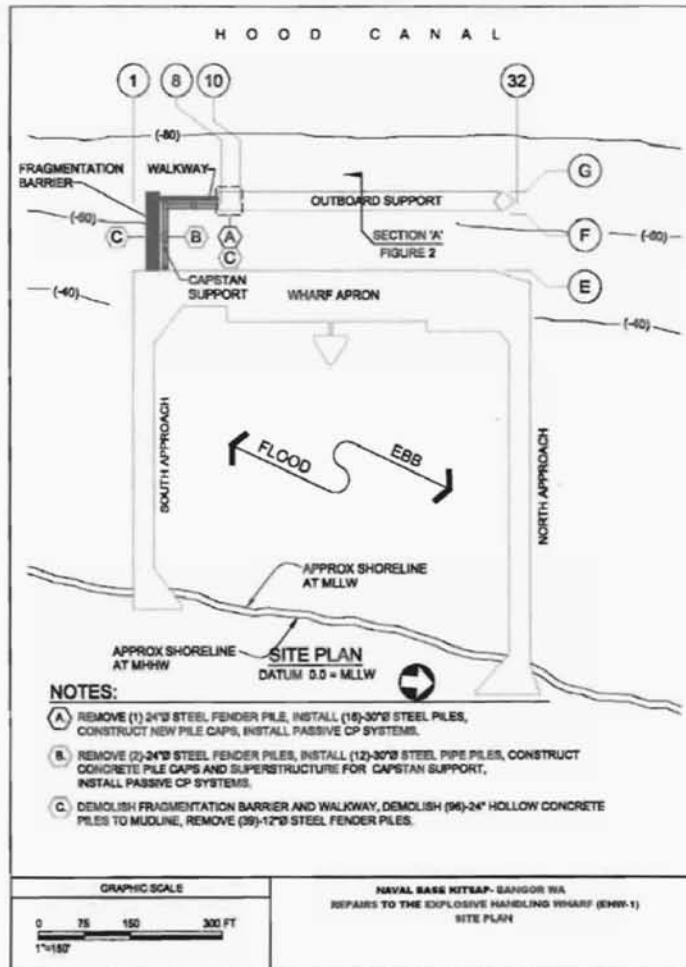 HOOD CANAL
1
8
10
32
(-80)
FRAGMENTATION
BARRIER
WALKWAY
G
OUTBOARD SUPPORT
(-60)
C
B
A
C
SECTION 'A'
FIGURE 2
F
(-60)
CAPSTAN
SUPPORT
E
(-40)
WHARF APRON
(-40)
SOUTH APPROACH
FLOOD
EBB
NORTH APPROACH
APPROX SHORELINE
AT MLLW
APPROX SHORELINE
AT MHHW
SITE PLAN
DATUM 0.0 = MLLW
NOTES:
A. REMOVE (1) 24"Ø STEEL FENDER PILE, INSTALL (16)-30"Ø STEEL PILES,
CONSTRUCT NEW PILE CAPS, INSTALL PASSIVE CP SYSTEMS.
B. REMOVE (2)-24"Ø STEEL FENDER PILES, INSTALL (12)-30"Ø STEEL PIPE PILES, CONSTRUCT
CONCRETE PILE CAPS AND SUPERSTRUCTURE FOR CAPSTAN SUPPORT,
INSTALL PASSIVE CP SYSTEMS.
C. DEMOLISH FRAGMENTATION BARRIER AND WALKWAY, DEMOLISH (96)-24" HOLLOW CONCRETE
PILES TO MUDLINE, REMOVE (39)-12"Ø STEEL FENDER PILES.
GRAPHIC SCALE
0 75 150 300 FT
1"=150'
NAVAL BASE KITSAP- BANGOR WA
REPAIRS TO THE EXPLOSIVE HANDLING WHARF (EHW-1)
SITE PLAN